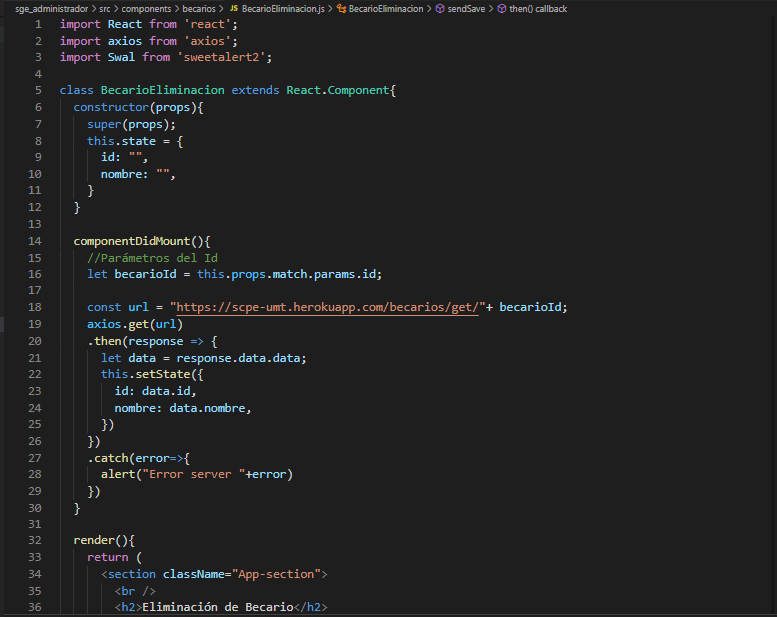 sge_administrador > src > components > becarios > JS BecarioEliminacion.js > BecarioEliminacion > sendSave > then() callback
1 import React from 'react';
2 import axios from 'axios';
3 import Swal from 'sweetalert2';
4
5 class BecarioEliminacion extends React.Component{
6 constructor(props){
7 super(props);
8 this.state = {
9 id: "",
10 nombre: "",
11 }
12 }
13
14 componentDidMount(){
15 //Parámetros del Id
16 let becarioId = this.props.match.params.id;
17
18 const url = "https://scpe-umt.herokuapp.com/becarios/get/"+ becarioId;
19 axios.get(url)
20 .then(response => {
21 let data = response.data.data;
22 this.setState({
23 id: data.id,
24 nombre: data.nombre,
25 })
26 })
27 .catch(error=>{
28 alert("Error server "+error)
29 })
30 }
31
32 render(){
33 return (
34 <section className="App-section">
35 <br />
36 <h2>Eliminación de Becario</h2>